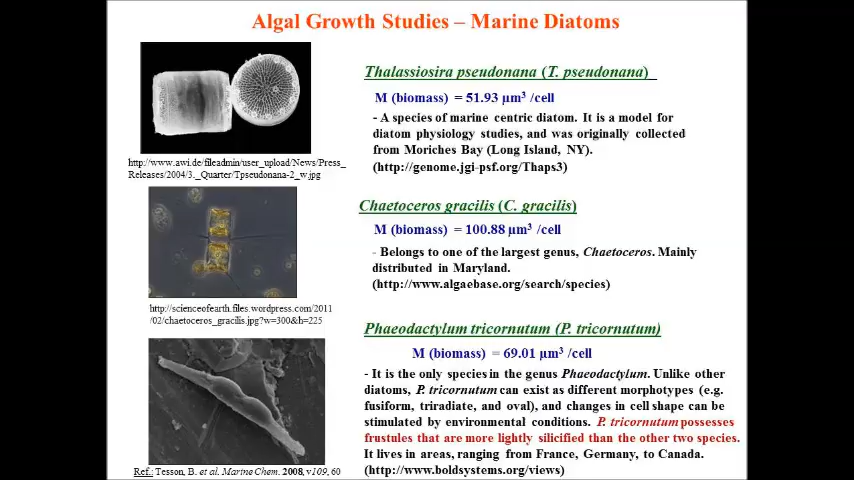 Algal Growth Studies – Marine Diatoms
Thalassiosira pseudonana (T. pseudonana)
M (biomass) = 51.93 µm³ /cell
- A species of marine centric diatom. It is a model for
diatom physiology studies, and was originally collected
from Moriches Bay (Long Island, NY).
(http://genome.jgi-psf.org/Thaps3)
http://www.awi.de/fileadmin/user_upload/News/Press_
Releases/2004/3._Quarter/Tpseudonana-2_w.jpg
Chaetoceros gracilis (C. gracilis)
M (biomass) = 100.88 µm³ /cell
- Belongs to one of the largest genus, Chaetoceros. Mainly
distributed in Maryland.
(http://www.algaebase.org/search/species)
http://scienceofearth.files.wordpress.com/2011
/02/chaetoceros_gracilis.jpg?w=300&h=225
Phaeodactylum tricornutum (P. tricornutum)
M (biomass) = 69.01 µm³ /cell
- It is the only species in the genus Phaeodactylum. Unlike other
diatoms, P. tricornutum can exist as different morphotypes (e.g.
fusiform, triradiate, and oval), and changes in cell shape can be
stimulated by environmental conditions. P. tricornutum possesses
frustules that are more lightly silicified than the other two species.
It lives in areas, ranging from France, Germany, to Canada.
(http://www.boldsystems.org/views)
Ref.: Tesson, B. et al. Marine Chem. 2008, v109, 60